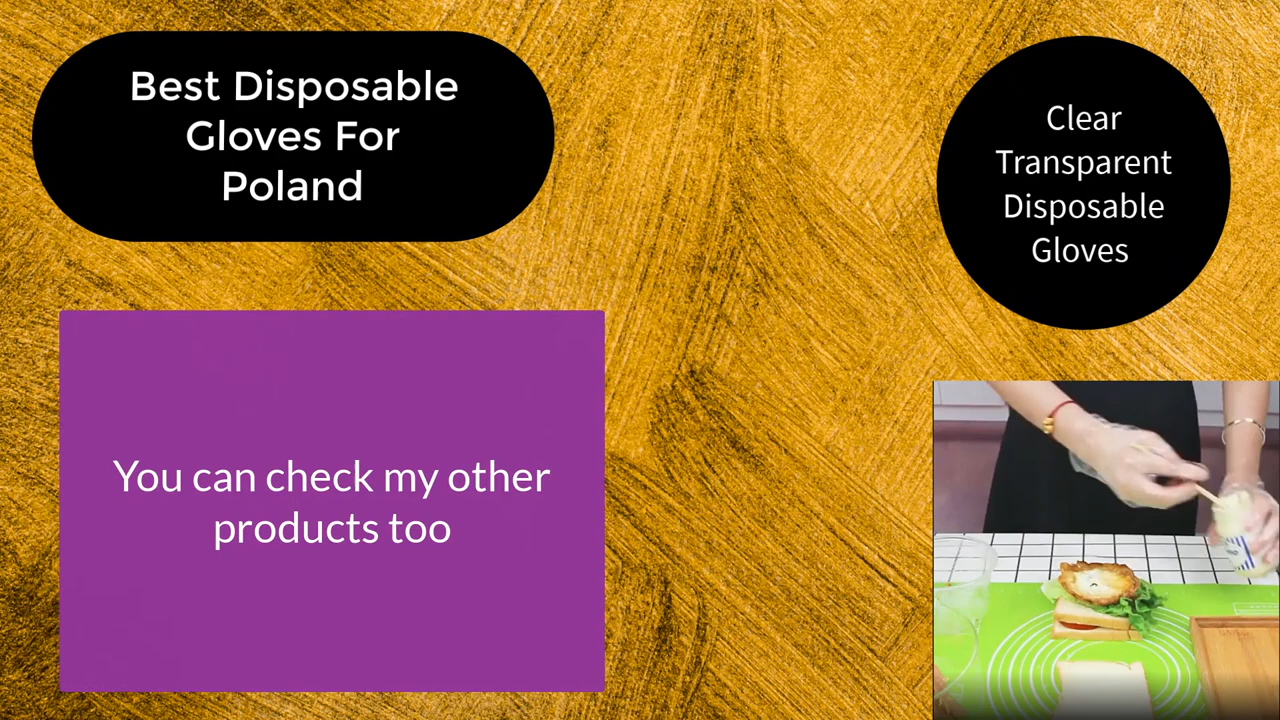 Best Disposable
Gloves For
Poland
Clear
Transparent
Disposable
Gloves
You can check my other
products too